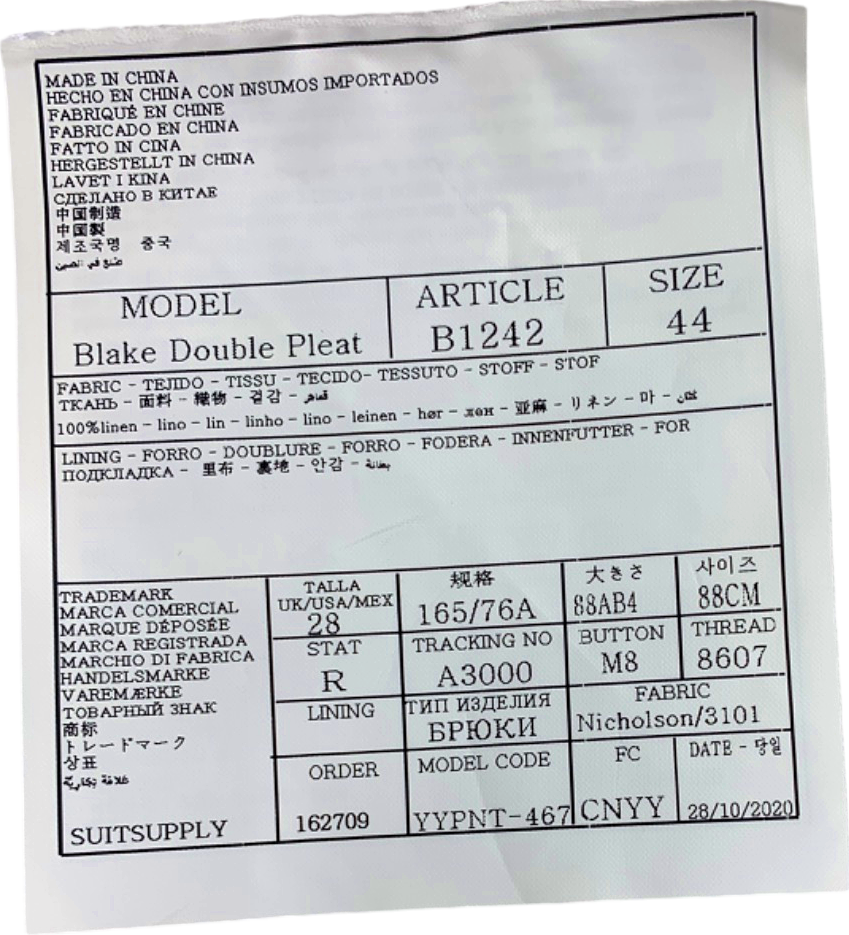 MADE IN CHINA
HECHO EN CHINA CON INSUMOS IMPORTADOS
FABRIQUÉ EN CHINE
FABRICADO EN CHINA
FATTO IN CINA
HERGESTELLT IN CHINA
LAVET I KINA
СДЕЛАНО В КИТАЕ
中国制造
中国製
제조국명 중국
صنع في الصين
MODEL
Blake Double Pleat
ARTICLE
B1242
SIZE
44
FABRIC - TEJIDO - TISSU - TECIDO- TESSUTO - STOFF - STOF
ТКАНЬ - 面料 - 織物 - 겉감 - قماش
100%linen - lino - lin - linho - lino - leinen - hør - лен - 亚麻 - リネン - 마 - كتان
LINING - FORRO - DOUBLURE - FORRO - FODERA - INNENFUTTER - FOR
ПОДКЛАДКА - 里布 - 裏地 - 안감 - بطانة
TRADEMARK
MARCA COMERCIAL
MARQUE DÉPOSÉE
MARCA REGISTRADA
MARCHIO DI FABRICA
HANDELSMARKE
VAREMÆRKE
ТОВАРНЫЙ ЗНАК
商标
トレードマーク
상표
علامة تجارية
SUITSUPPLY
TALLA
UK/USA/MEX
28
规格
165/76A
大きさ
88AB4
사이즈
88CM
STAT
R
TRACKING NO
A3000
BUTTON
M8
THREAD
8607
LINING
ТИП ИЗДЕЛИЯ
БРЮКИ
FABRIC
Nicholson/3101
ORDER
162709
MODEL CODE
YYPNT-467
FC
CNYY
DATE - 당일
28/10/2020